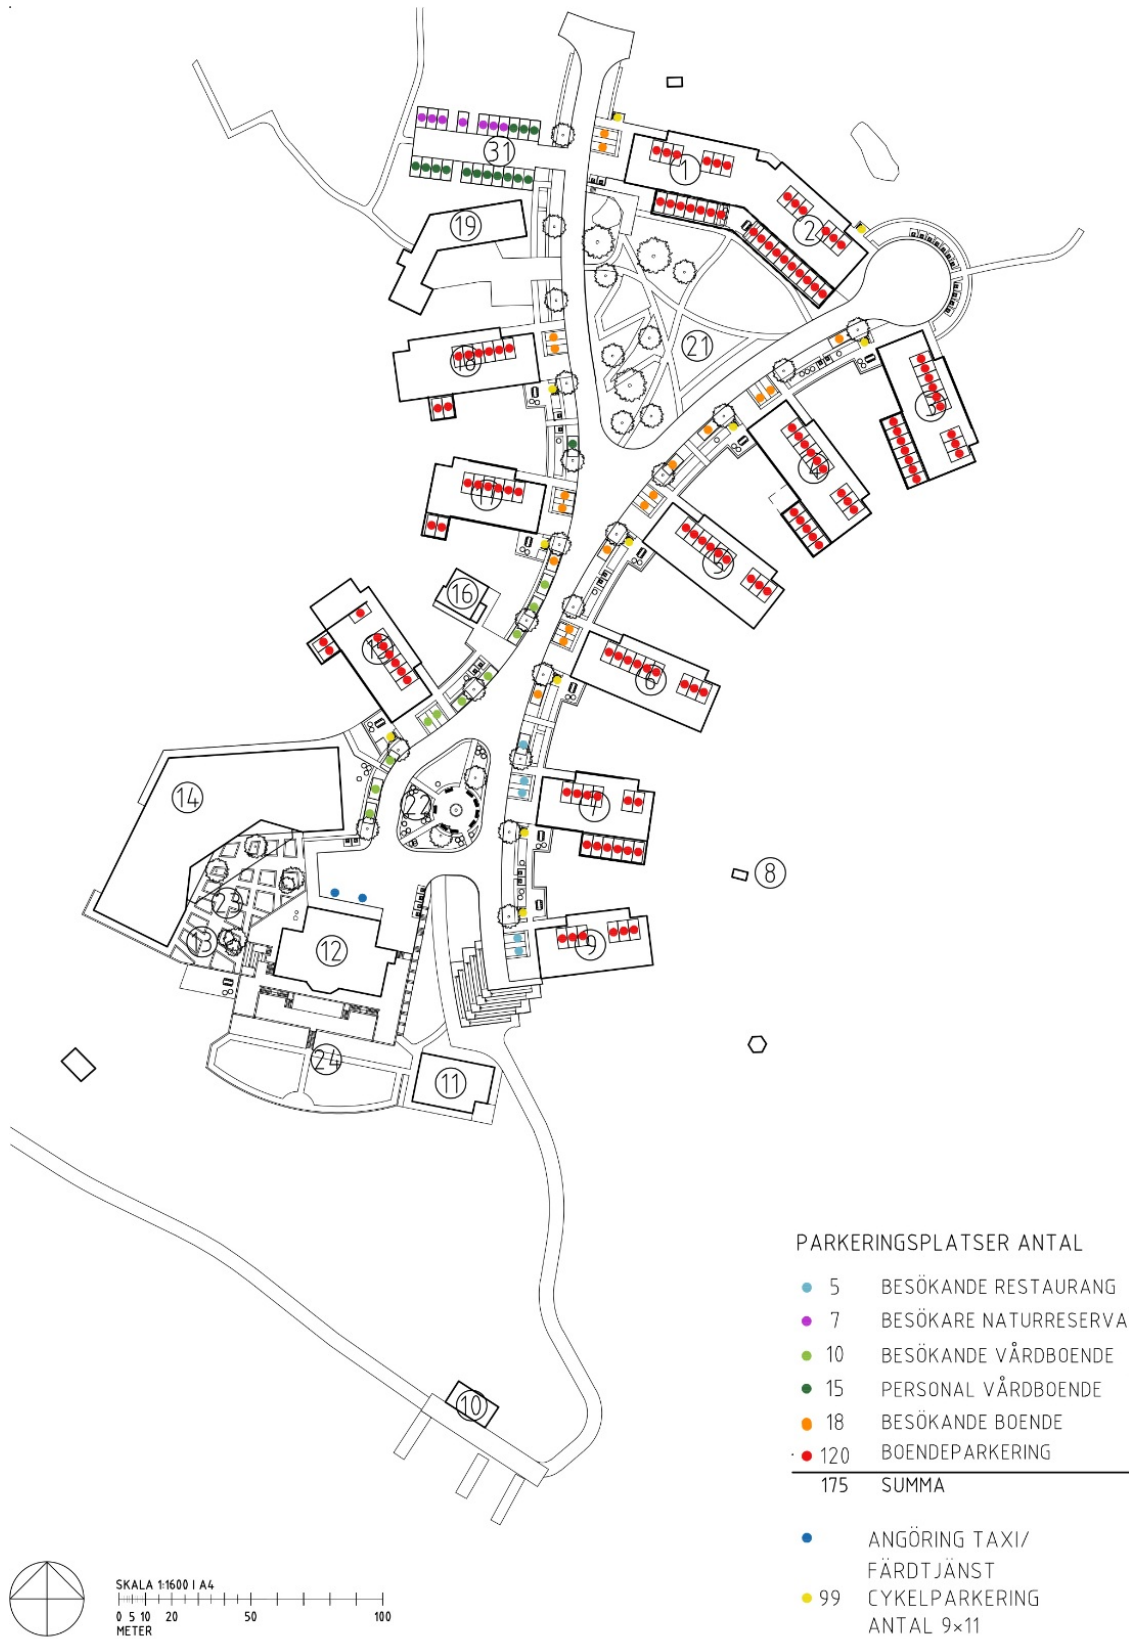 31
1
19
2
21
18
3
4
17
5
16
15
6
14
22
7
8
23
13
12
9
24
11
10
PARKERINGSPLATSER ANTAL
5 BESÖKANDE RESTAURANG
7 BESÖKARE NATURRESERVA
10 BESÖKANDE VÅRDBOENDE
15 PERSONAL VÅRDBOENDE
18 BESÖKANDE BOENDE
120 BOENDEPARKERING
175 SUMMA
ANGÖRING TAXI/
FÄRDTJÄNST
99 CYKELPARKERING
ANTAL 9×11
SKALA 1:1600 I A4
0 5 10 20 50 100
METER